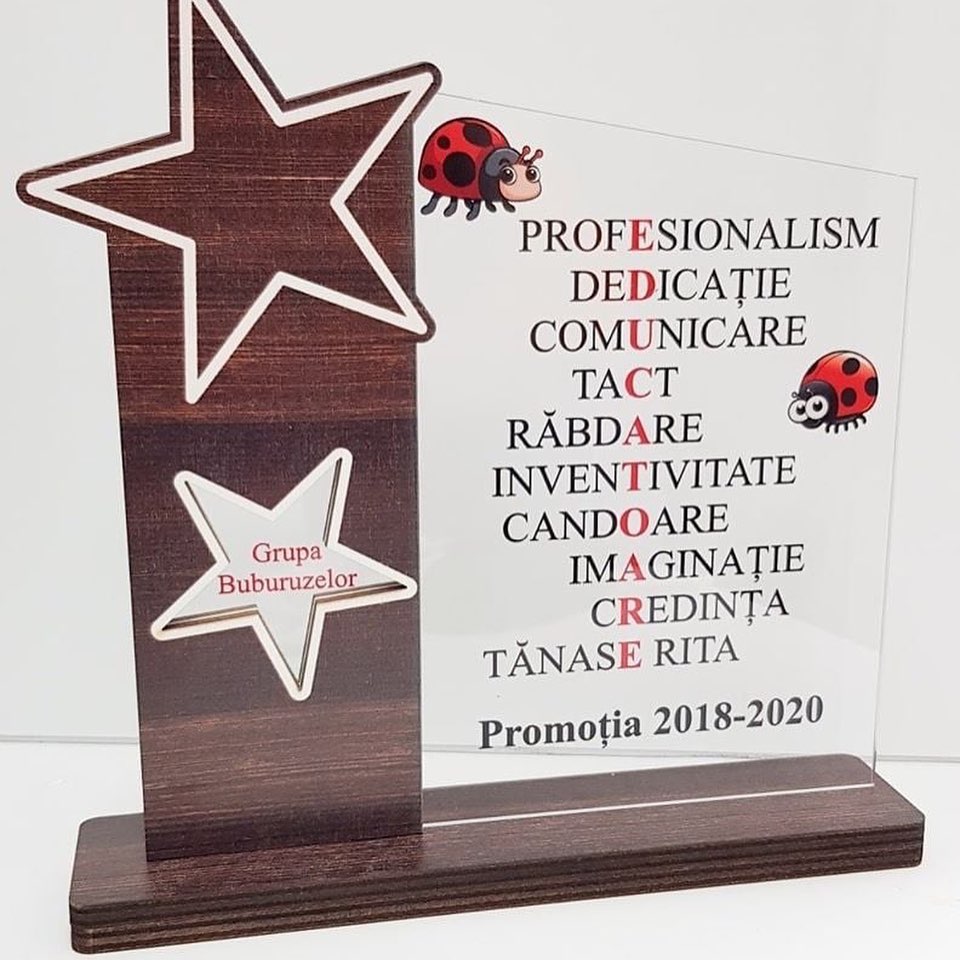 PROFESIONALISM
DEDICAȚIE
COMUNICARE
TACT
RĂBDARE
INVENTIVITATE
CANDOARE
IMAGINAȚIE
CREDINȚA
TĂNASE RITA
Promoția 2018-2020
Grupa
Buburuzelor